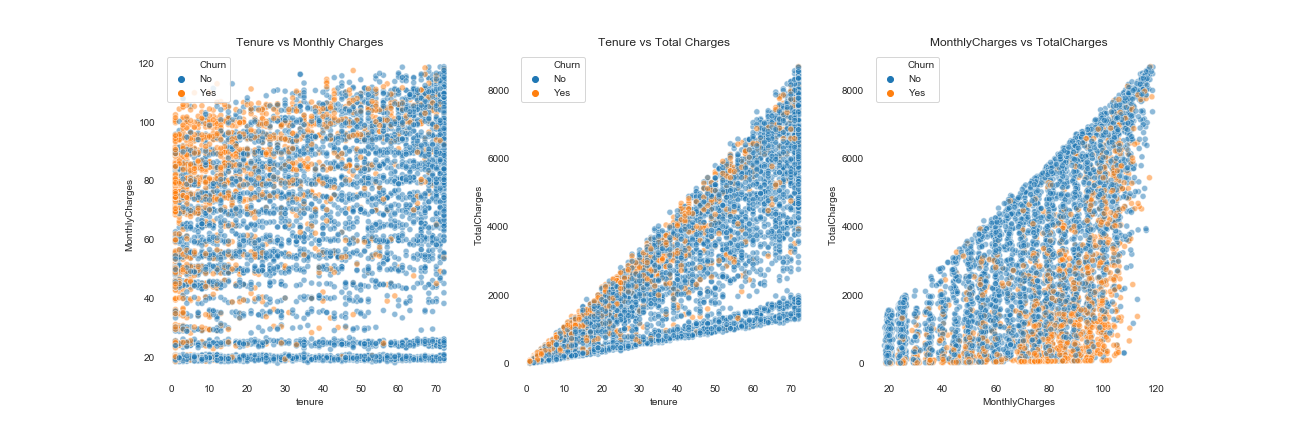 Tenure vs Monthly Charges
Churn
No
Yes
120
100
80
60
40
20
MonthlyCharges
0 10 20 30 40 50 60 70
tenure
Tenure vs Total Charges
Churn
No
Yes
8000
6000
4000
2000
0
TotalCharges
0 10 20 30 40 50 60 70
tenure
MonthlyCharges vs TotalCharges
Churn
No
Yes
8000
6000
4000
2000
0
TotalCharges
20 40 60 80 100 120
MonthlyCharges